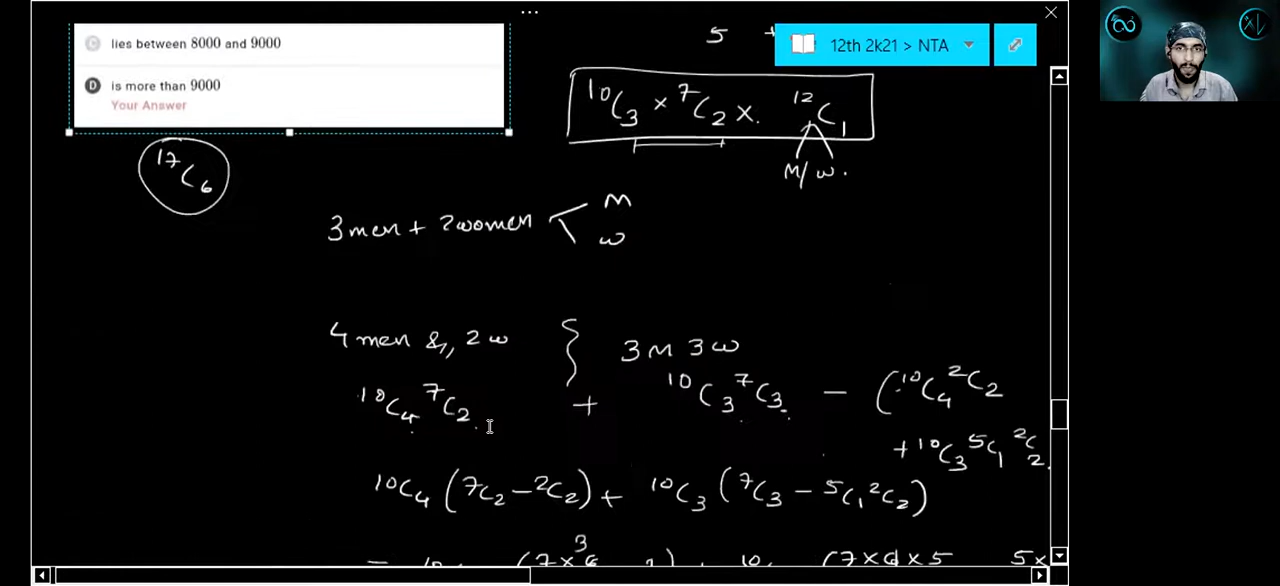 C lies between 8000 and 9000
D is more than 9000
Your Answer
5 +
12th 2k21 > NTA
¹⁰C₃ × ⁷C₂ × . ¹²C₁
M/W.
¹⁷C₆
3 men + 2 women < M
W
4 men &, 2 w } 3 M 3 W
¹⁰C₄ ⁷C₂ . + ¹⁰C₃ ⁷C₃ . − (¹⁰C₄ ²C₂
+ ¹⁰C₃ ⁵C₁ ²C₂ .
¹⁰C₄ (7C₂ − ²C₂) + ¹⁰C₃ (⁷C₃ − ⁵C₁ ²C₂)